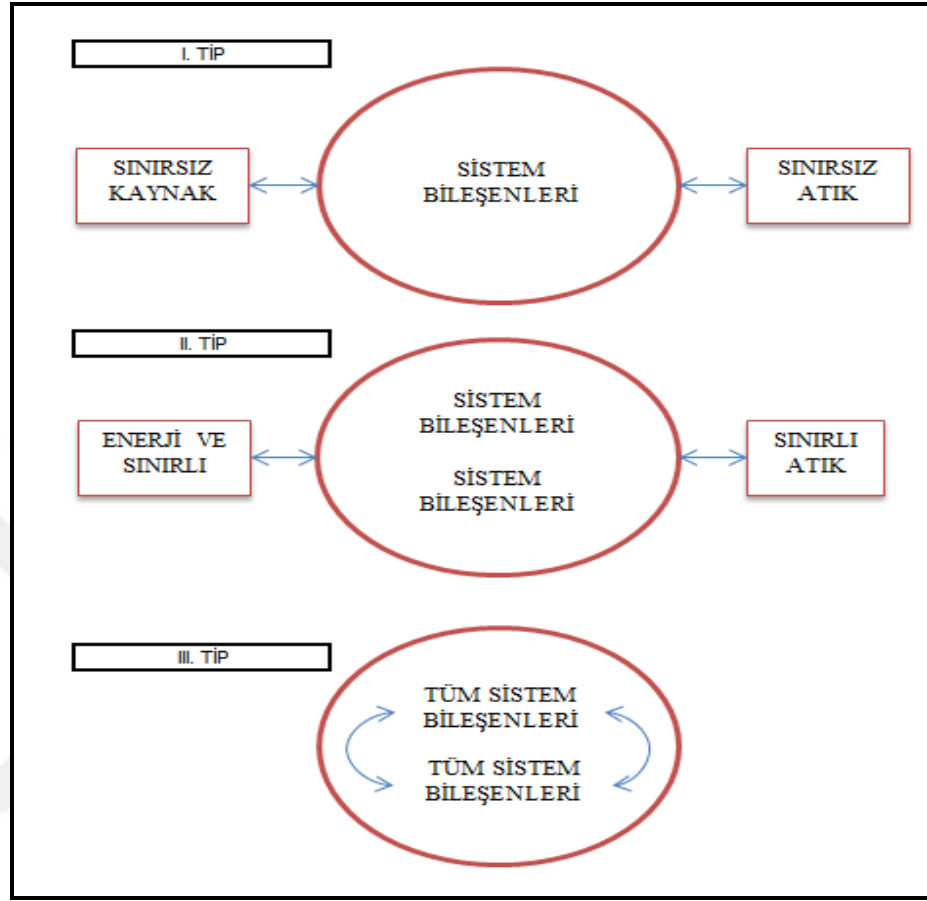 I. TİP
SINIRSIZ
KAYNAK
SİSTEM
BİLEŞENLERİ
SINIRSIZ
ATIK
II. TİP
ENERJİ VE
SINIRLI
SİSTEM
BİLEŞENLERİ
SİSTEM
BİLEŞENLERİ
SINIRLI
ATIK
III. TİP
TÜM SİSTEM
BİLEŞENLERİ
TÜM SİSTEM
BİLEŞENLERİ